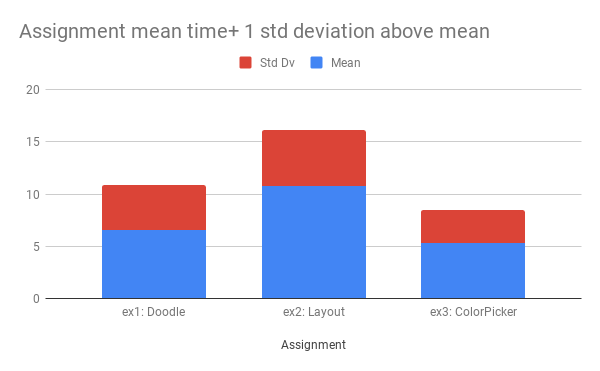 Assignment mean time+ 1 std deviation above mean
Std Dv Mean
20
15
10
5
0
ex1: Doodle ex2: Layout ex3: ColorPicker
Assignment